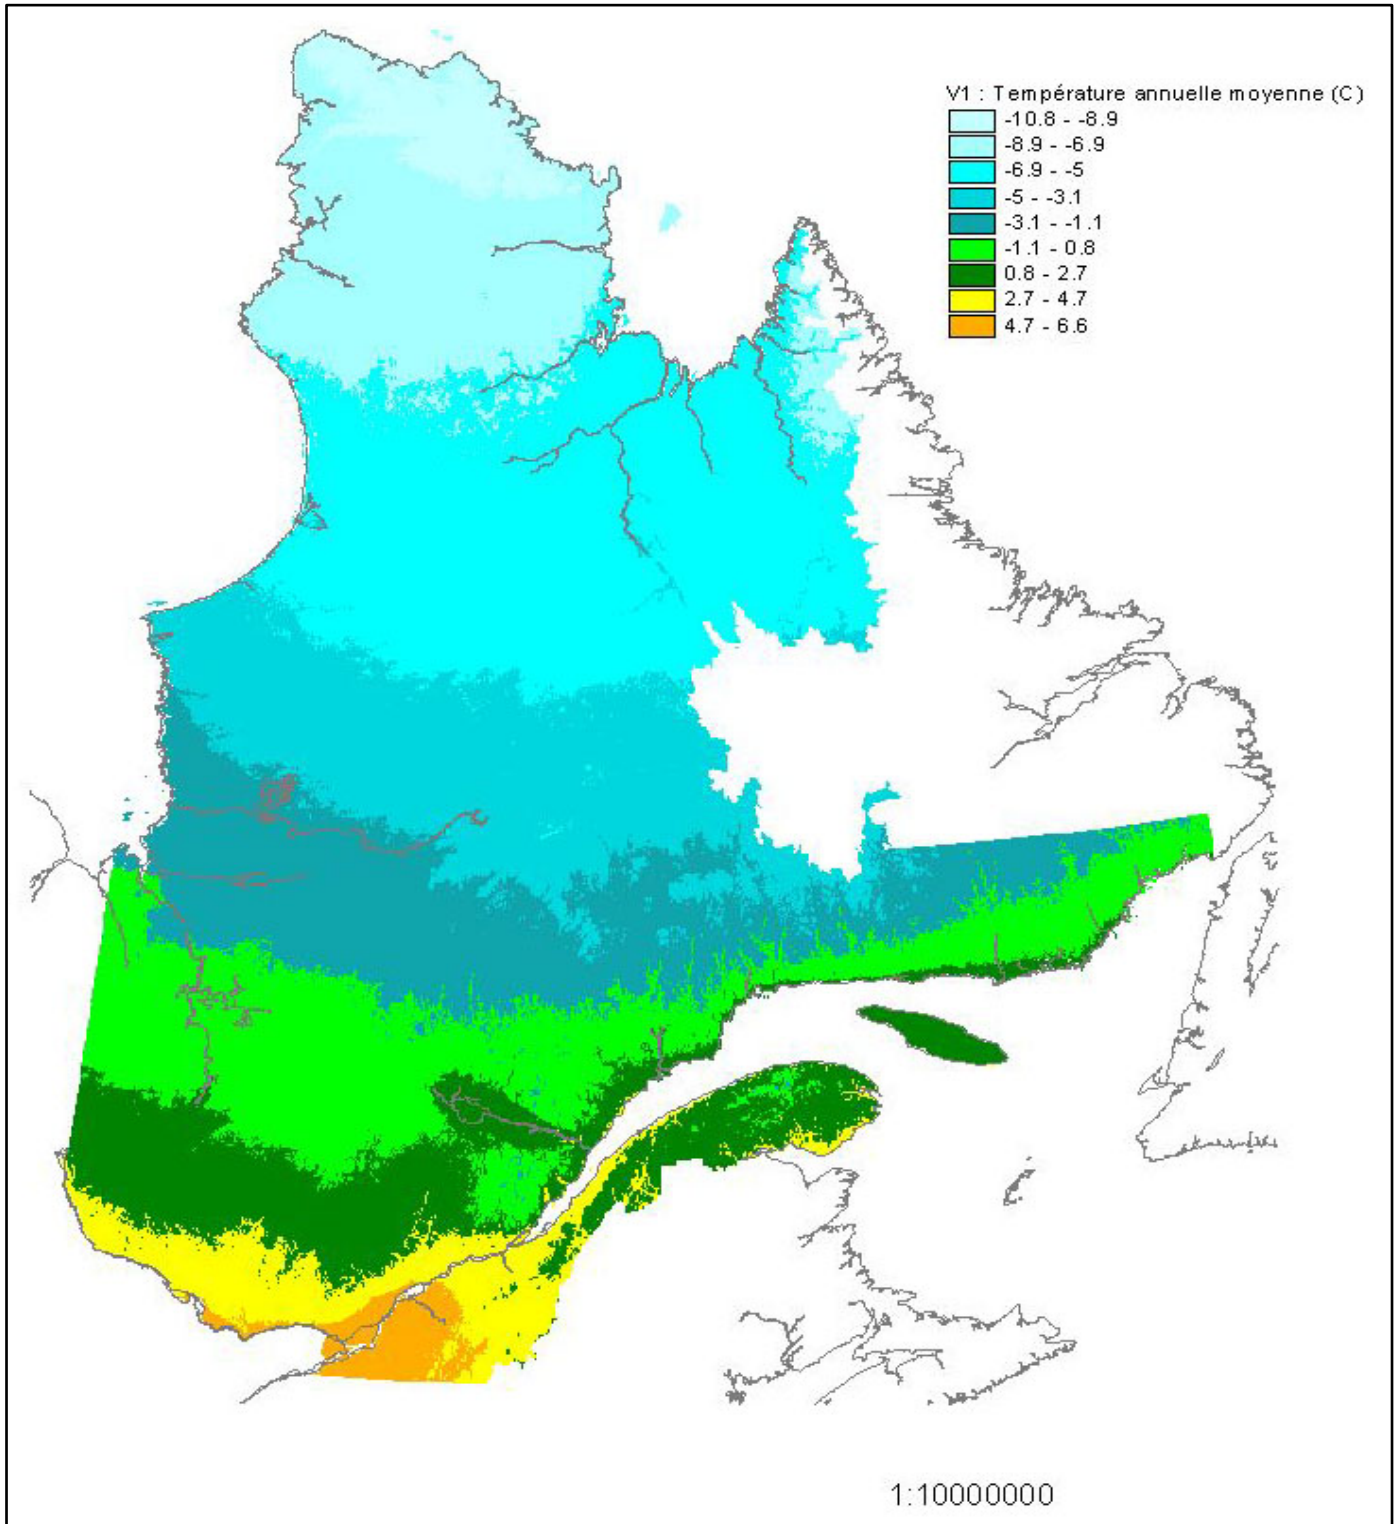 V1 : Température annuelle moyenne (C)
-10.8 - -8.9
-8.9 - -6.9
-6.9 - -5
-5 - -3.1
-3.1 - -1.1
-1.1 - 0.8
0.8 - 2.7
2.7 - 4.7
4.7 - 6.6
1:10000000